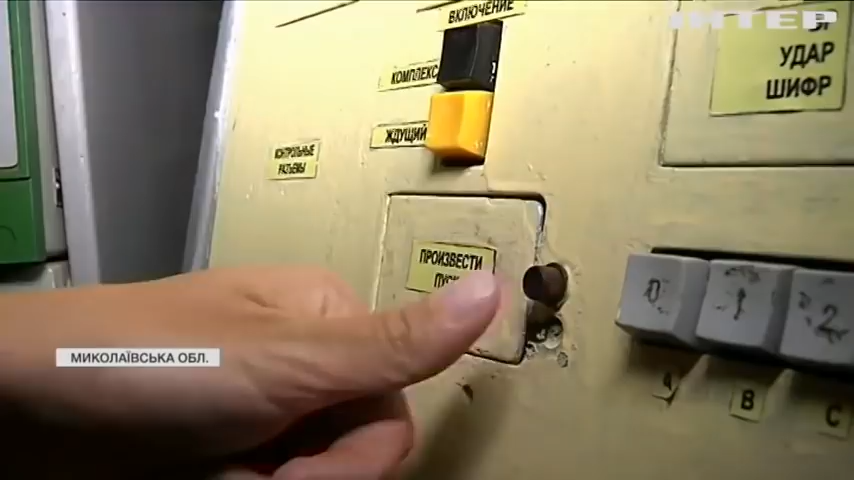 ІНТЕР
ВКЛЮЧЕНИЕ
УДАР
ШИФР
КОМПЛЕКС
ЖДУЩИЙ
КОНТРОЛЬНЫЕ
РАЗЪЕМЫ
ПРОИЗВЕСТИ
0 1 2
МИКОЛАЇВСЬКА ОБЛ.
A B C